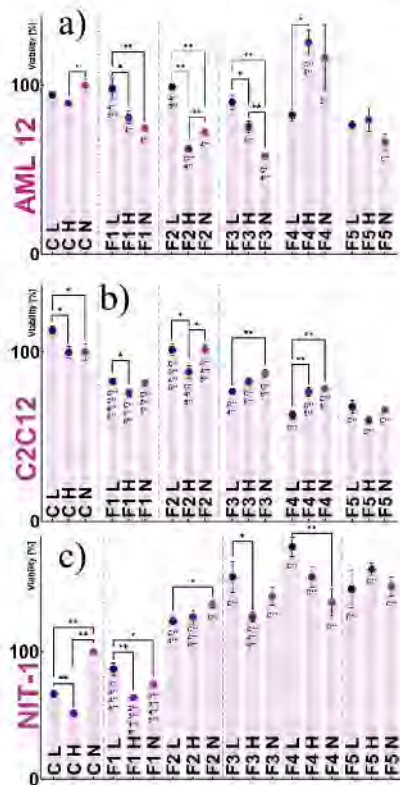 a)
Viability [%]
100
0
AML 12
C L
C H
C N
F1 L
F1 H
F1 N
F2 L
F2 H
F2 N
F3 L
F3 H
F3 N
F4 L
F4 H
F4 N
F5 L
F5 H
F5 N
b)
Viability [%]
100
0
C2C12
C L
C H
C N
F1 L
F1 H
F1 N
F2 L
F2 H
F2 N
F3 L
F3 H
F3 N
F4 L
F4 H
F4 N
F5 L
F5 H
F5 N
c)
Viability [%]
100
0
NIT-1
C L
C H
C N
F1 L
F1 H
F1 N
F2 L
F2 H
F2 N
F3 L
F3 H
F3 N
F4 L
F4 H
F4 N
F5 L
F5 H
F5 N